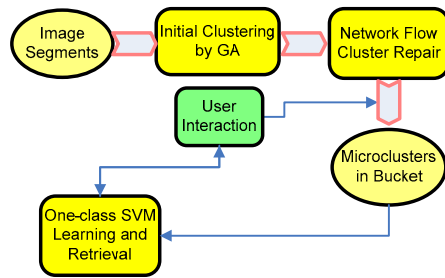 Image
Segments
Initial Clustering
by GA
Network Flow
Cluster Repair
User
Interaction
Microclusters
in Bucket
One-class SVM
Learning and
Retrieval